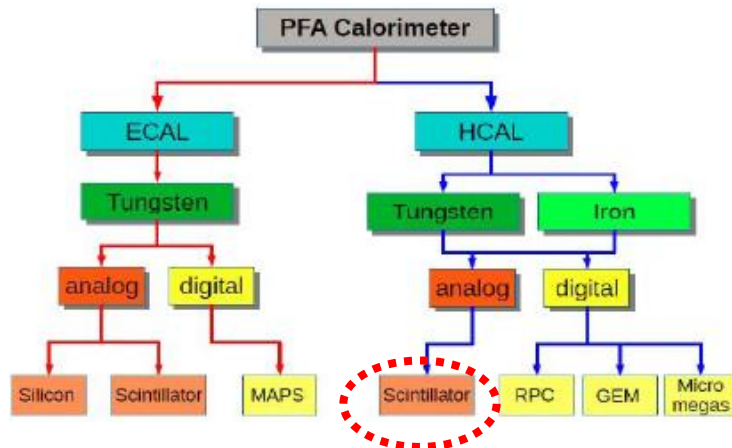 PFA Calorimeter
ECAL
HCAL
Tungsten
Tungsten
Iron
analog
digital
analog
digital
Silicon
Scintillator
MAPS
Scintillator
RPC
GEM
Micro
megas